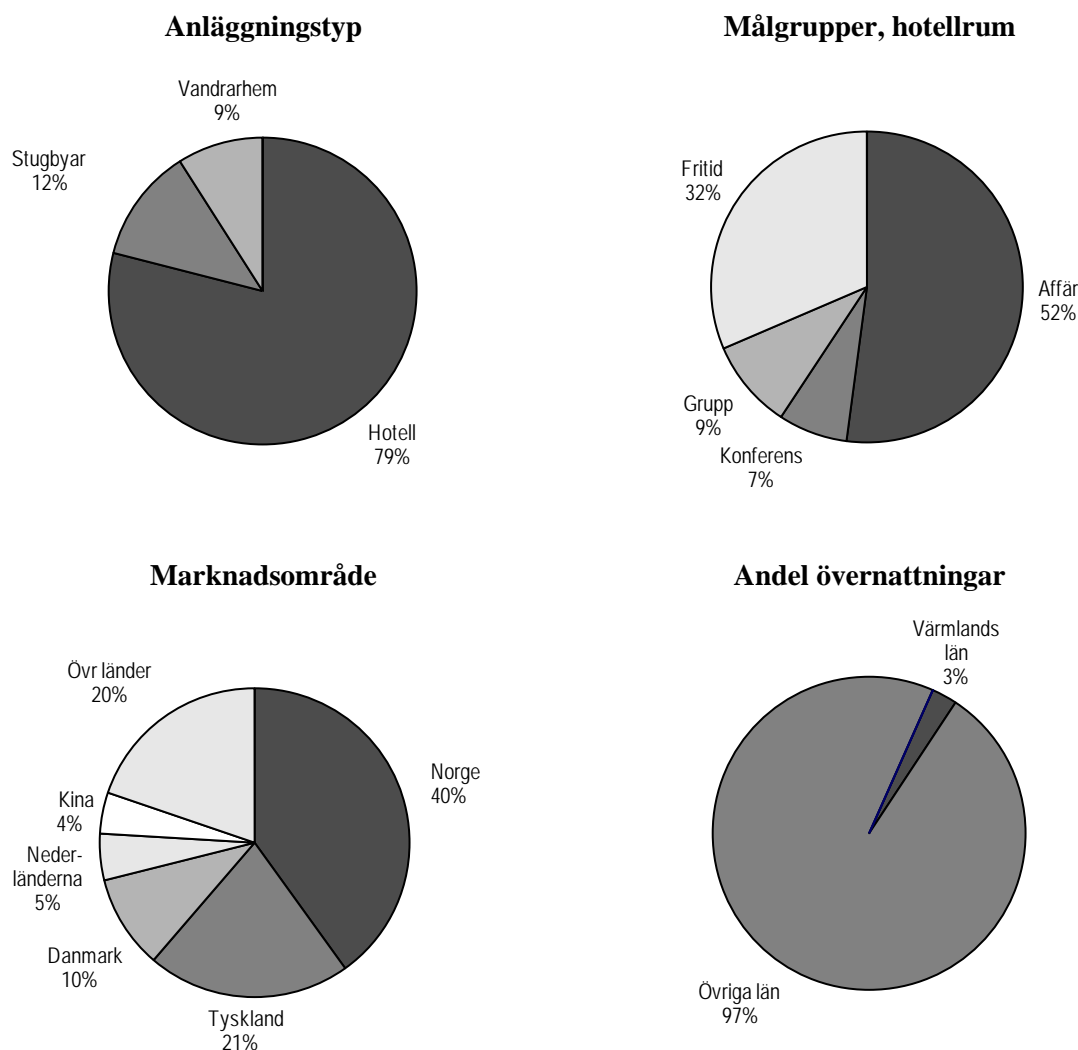 Anläggningstyp
Vandrarhem
9%
Stugbyar
12%
Hotell
79%
Målgrupper, hotellrum
Fritid
32%
Affär
52%
Grupp
9%
Konferens
7%
Marknadsområde
Övr länder
20%
Norge
40%
Kina
4%
Neder-
länderna
5%
Danmark
10%
Tyskland
21%
Andel övernattningar
Värmlands
län
3%
Övriga län
97%